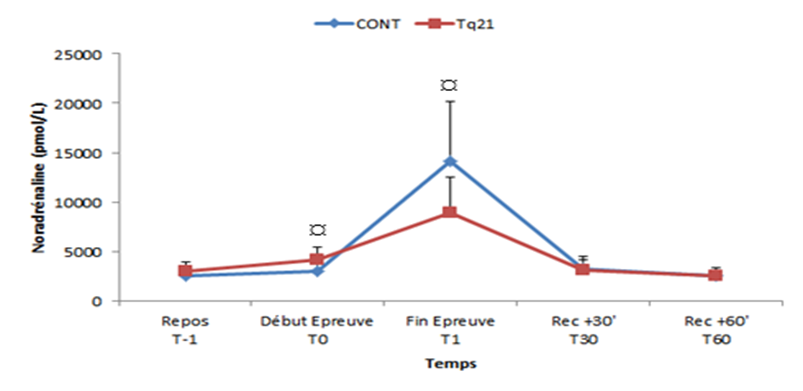 CONT Tq21
Noradrénaline (pmol/L)
25000
20000
15000
10000
5000
0
¤
¤
Repos Début Epreuve Fin Epreuve Rec +30' Rec +60'
T-1 T0 T1 T30 T60
Temps